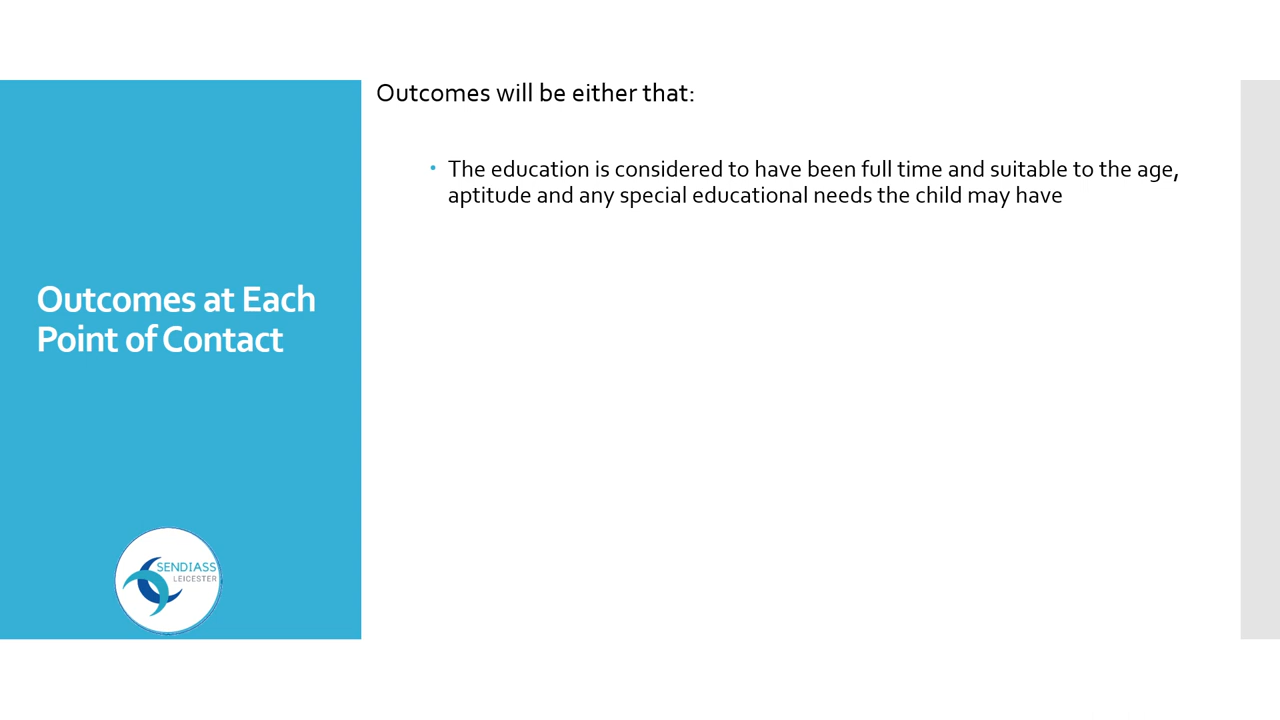 Outcomes will be either that:
The education is considered to have been full time and suitable to the age,
aptitude and any special educational needs the child may have
Outcomes at Each
Point of Contact
SENDIASS
LEICESTER